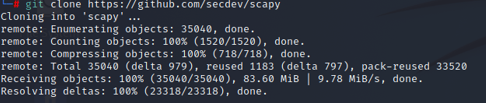 └─# git clone https://github.com/secdev/scapy
Cloning into 'scapy'...
remote: Enumerating objects: 35040, done.
remote: Counting objects: 100% (1520/1520), done.
remote: Compressing objects: 100% (718/718), done.
remote: Total 35040 (delta 979), reused 1183 (delta 797), pack-reused 33520
Receiving objects: 100% (35040/35040), 83.60 MiB | 9.78 MiB/s, done.
Resolving deltas: 100% (23318/23318), done.